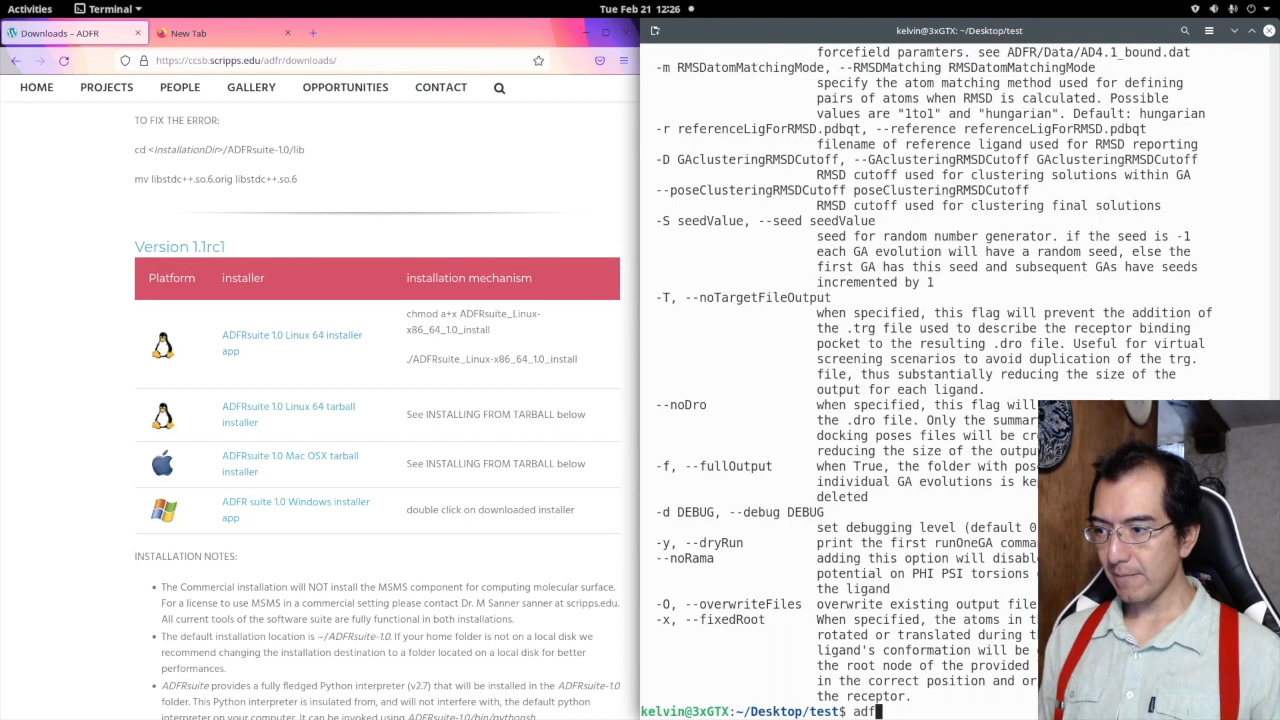 Activities
Terminal
Tue Feb 21 12:26
Downloads – ADFR
New Tab
https://ccsb.scripps.edu/adfr/downloads/
HOME
PROJECTS
PEOPLE
GALLERY
OPPORTUNITIES
CONTACT
TO FIX THE ERROR:
cd <InstallationDir>/ADFRsuite-1.0/lib
mv libstdc++.so.6.orig libstdc++.so.6
Version 1.1rc1
Platform
installer
installation mechanism
ADFRsuite 1.0 Linux 64 installer
app
chmod a+x ADFRsuite_Linux-
x86_64_1.0_install
./ADFRsuite_Linux-x86_64_1.0_install
ADFRsuite 1.0 Linux 64 tarball
installer
See INSTALLING FROM TARBALL below
ADFRsuite 1.0 Mac OSX tarball
installer
See INSTALLING FROM TARBALL below
ADFR suite 1.0 Windows installer
app
double click on downloaded installer
INSTALLATION NOTES:
• The Commercial installation will NOT install the MSMS component for computing molecular surface.
For a license to use MSMS in a commercial setting please contact Dr. M Sanner sanner at scripps.edu.
All current tools of the software suite are fully functional in both installations.
• The default installation location is ~/ADFRsuite-1.0. If your home folder is not on a local disk we
recommend changing the installation destination to a folder located on a local disk for better
performances.
• ADFRsuite provides a fully fledged Python interpreter (v2.7) that will be installed in the ADFRsuite-1.0
folder. This Python Interpreter is insulated from, and will not interfere with, the default python
interpreter on your computer. It can be invoked using ADFRsuite-1.0/bin/pythonsh.
kelvin@3xGTX: ~/Desktop/test
forcefield paramters. see ADFR/Data/AD4.1_bound.dat
-m RMSDatomMatchingMode, --RMSDMatching RMSDatomMatchingMode
specify the atom matching method used for defining
pairs of atoms when RMSD is calculated. Possible
values are "1to1" and "hungarian". Default: hungarian
-r referenceLigForRMSD.pdbqt, --reference referenceLigForRMSD.pdbqt
filename of reference ligand used for RMSD reporting
-D GAclusteringRMSDCutoff, --GAclusteringRMSDCutoff GAclusteringRMSDCutoff
RMSD cutoff used for clustering solutions within GA
--poseClusteringRMSDCutoff poseClusteringRMSDCutoff
RMSD cutoff used for clustering final solutions
-S seedValue, --seed seedValue
seed for random number generator. if the seed is -1
each GA evolution will have a random seed, else the
first GA has this seed and subsequent GAs have seeds
incremented by 1
-T, --noTargetFileOutput
when specified, this flag will prevent the addition of
the .trg file used to describe the receptor binding
pocket to the resulting .dro file. Useful for virtual
screening scenarios to avoid duplication of the trg.
file, thus substantially reducing the size of the
output for each ligand.
--noDro when specified, this flag will
the .dro file. Only the summar
docking poses files will be cr
reducing the size of the outpu
-f, --fullOutput when True, the folder with pos
individual GA evolutions is ke
deleted
-d DEBUG, --debug DEBUG
set debugging level (default 0
-y, --dryRun print the first runOneGA comma
--noRama adding this option will disabl
potential on PHI PSI torsions
the ligand
-O, --overwriteFiles overwrite existing output file
-x, --fixedRoot When specified, the atoms in t
rotated or translated during th
ligand's conformation will be
the root node of the provided
in the correct position and or
the receptor.
kelvin@3xGTX:~/Desktop/test$ adf